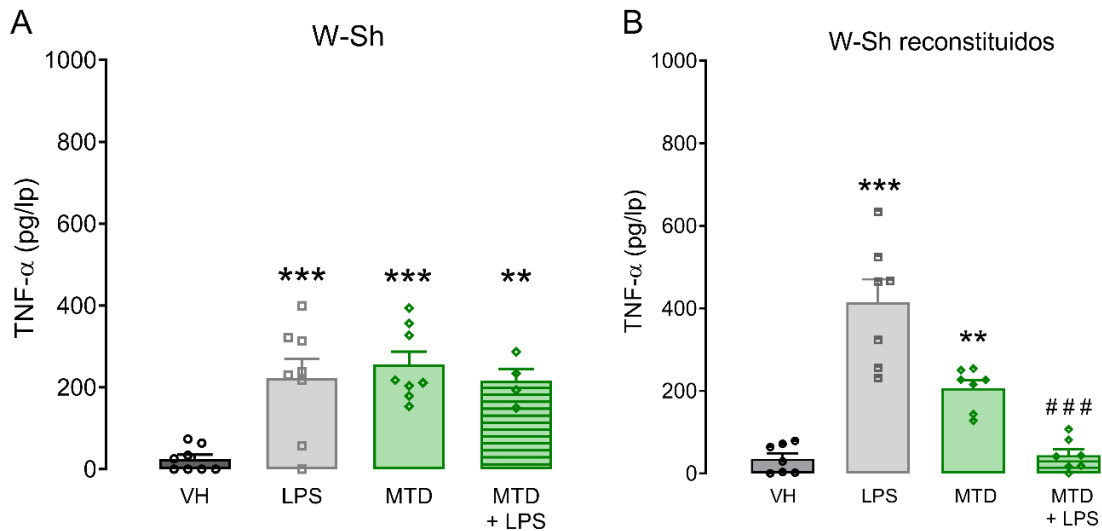 A
W-Sh
1000
800
600
400
200
0
TNF-α (pg/lp)
***
***
**
VH
LPS
MTD
MTD
+ LPS
B
W-Sh reconstituidos
1000
800
600
400
200
0
TNF-α (pg/lp)
***
**
###
VH
LPS
MTD
MTD
+ LPS